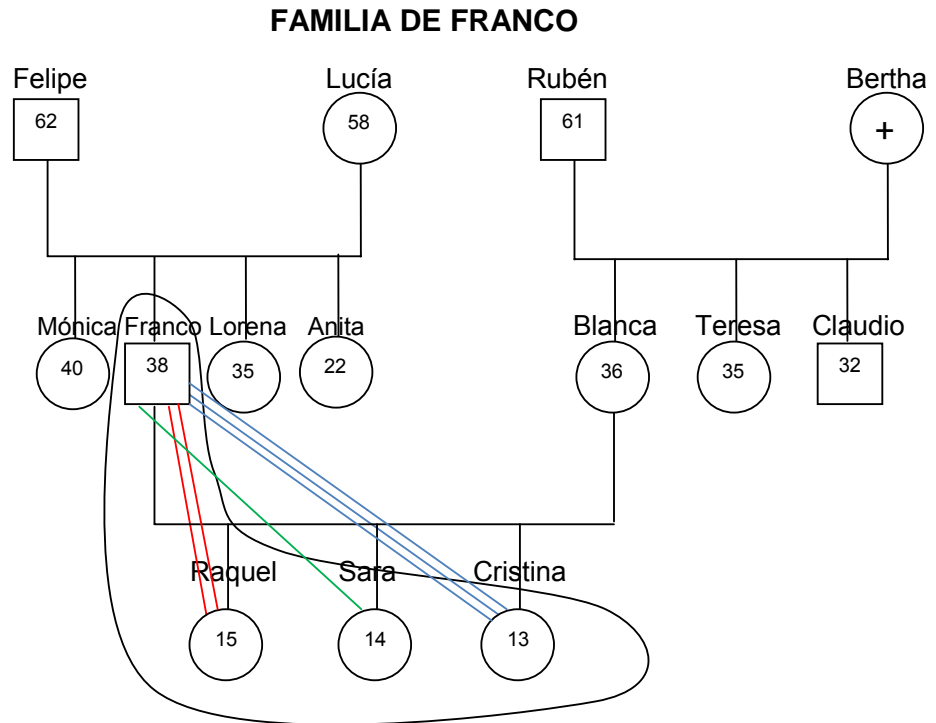 FAMILIA DE FRANCO
Felipe Lucía Rubén Bertha
62 58 61 +
Mónica Franco Lorena Anita Blanca Teresa Claudio
40 38 35 22 36 35 32
Raquel Sara Cristina
15 14 13